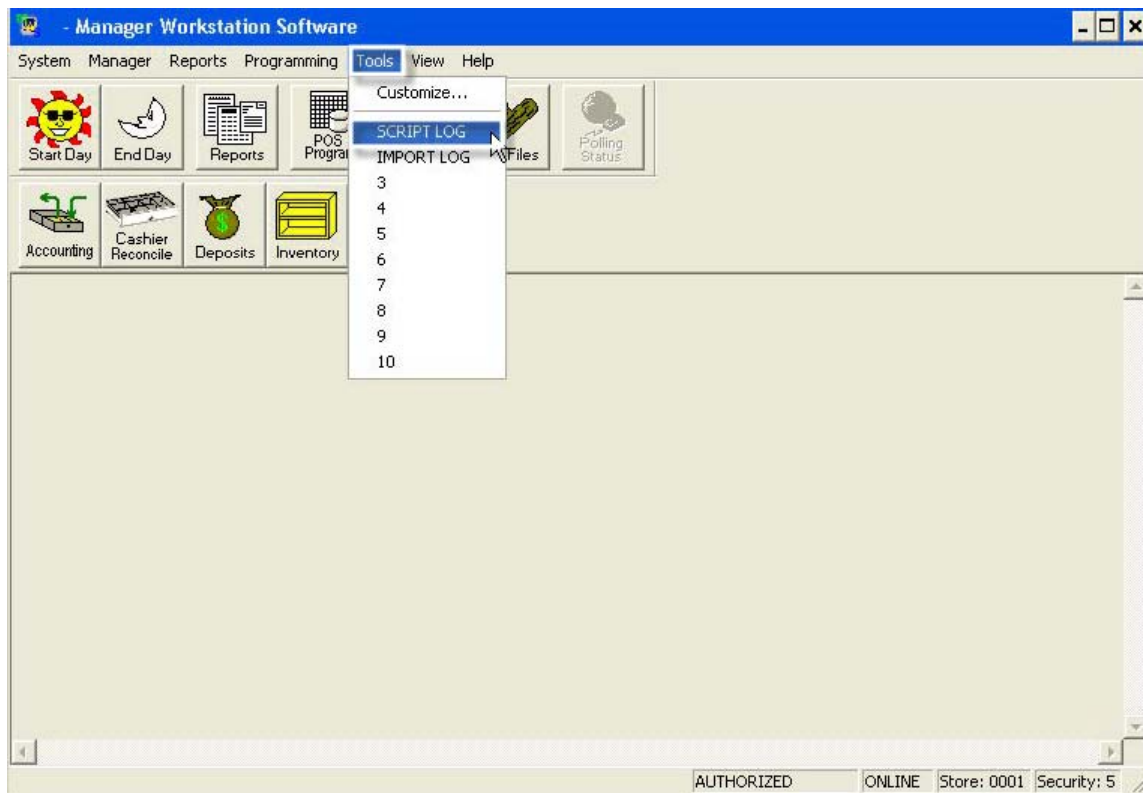 - Manager Workstation Software
System Manager Reports Programming Tools View Help
Customize...
SCRIPT LOG
IMPORT LOG
3
4
5
6
7
8
9
10
Start Day
End Day
Reports
POS
Progra
Files
Polling
Status
Accounting
Cashier
Reconcile
Deposits
Inventory
AUTHORIZED ONLINE Store: 0001 Security: 5